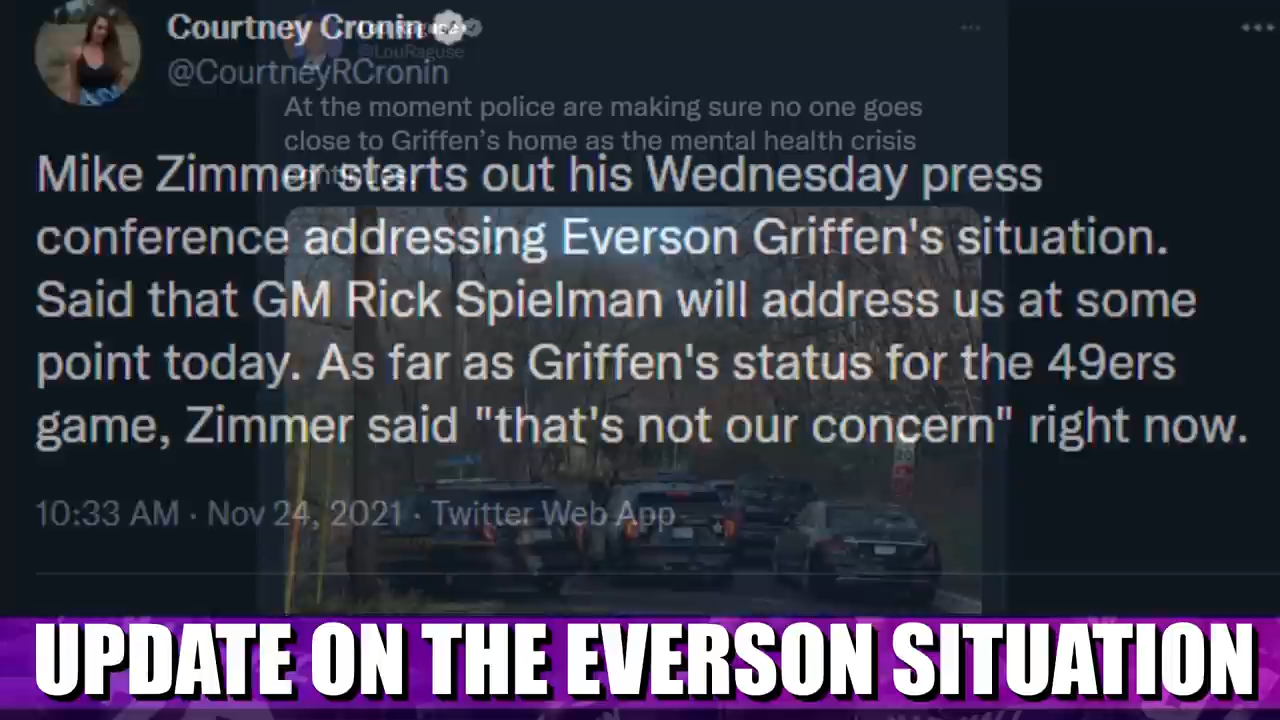 Courtney Cronin
@LouRaguse
@CourtneyRCronin
At the moment police are making sure no one goes
close to Griffen's home as the mental health crisis
continues.
Mike Zimmer starts out his Wednesday press
conference addressing Everson Griffen's situation.
Said that GM Rick Spielman will address us at some
point today. As far as Griffen's status for the 49ers
game, Zimmer said "that's not our concern" right now.
10:33 AM · Nov 24, 2021 · Twitter Web App
UPDATE ON THE EVERSON SITUATION